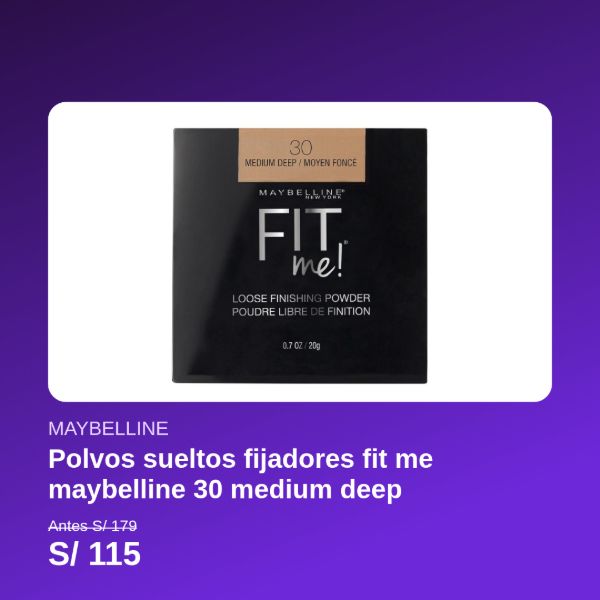 30
MEDIUM DEEP / MOYEN FONCÉ
MAYBELLINE®
NEW YORK
FIT
me!®
LOOSE FINISHING POWDER
POUDRE LIBRE DE FINITION
0.7 OZ / 20g
MAYBELLINE
Polvos sueltos fijadores fit me
maybelline 30 medium deep
Antes S/ 179
S/ 115